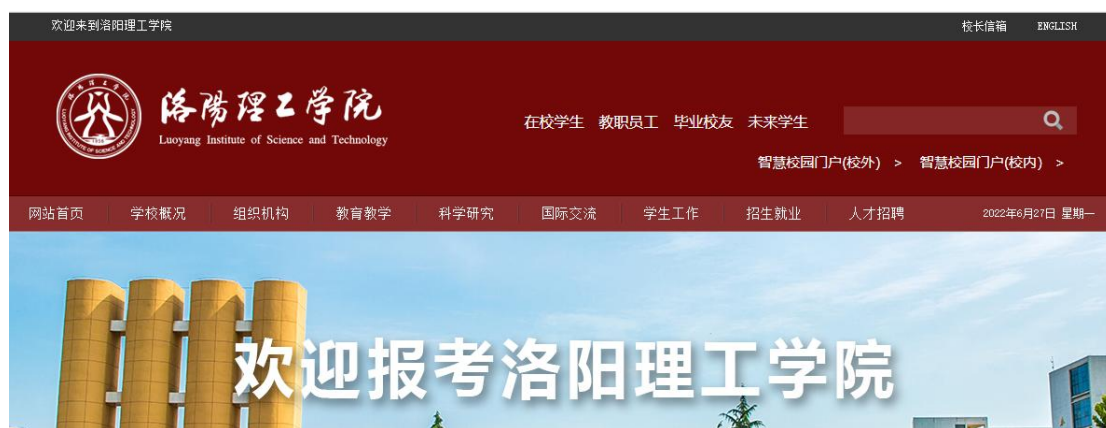 欢迎来到洛阳理工学院
校长信箱 ENGLISH
洛陽理工学院
Luoyang Institute of Science and Technology
在校学生 教职员工 毕业校友 未来学生
智慧校园门户(校外) > 智慧校园门户(校内) >
网站首页 学校概况 组织机构 教育教学 科学研究 国际交流 学生工作 招生就业 人才招聘 2022年6月27日 星期一
欢迎报考洛阳理工学院